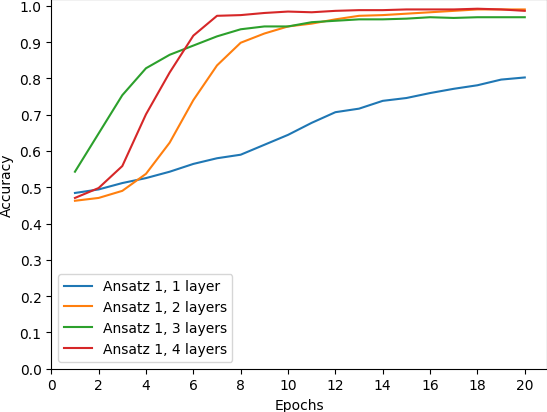 1.0
0.9
0.8
0.7
0.6
0.5
0.4
0.3
0.2
0.1
0.0
Accuracy
Ansatz 1, 1 layer
Ansatz 1, 2 layers
Ansatz 1, 3 layers
Ansatz 1, 4 layers
0 2 4 6 8 10 12 14 16 18 20
Epochs